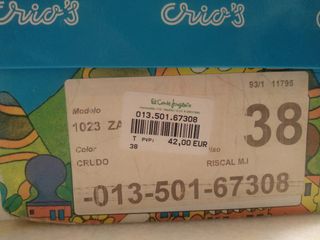 Crio's Crio's
93/1 11795
Modelo
El Corte Inglés
1023 ZA
013.501.67308
38
Color
T PVP: 42,00 EUR
38
CRUDO
RISCAL MJ
-013-501-67308